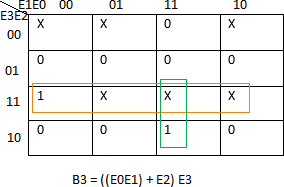 E1E0 00 01 11 10
E3E2
00 X X 0 X
01 0 0 0 0
11 1 X X X
10 0 0 1 0
B3 = ((E0E1) + E2) E3